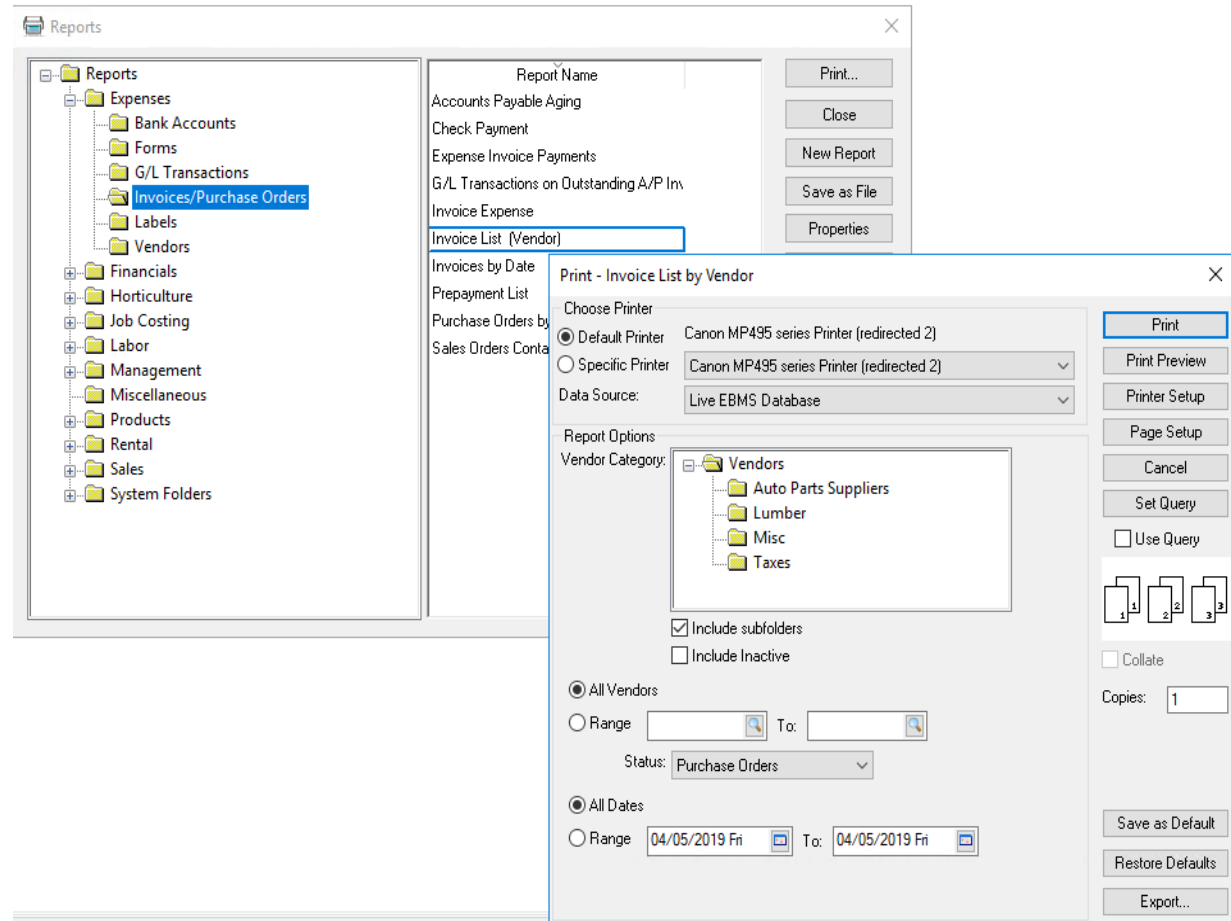 Reports
Reports
Expenses
Bank Accounts
Forms
G/L Transactions
Invoices/Purchase Orders
Labels
Vendors
Financials
Horticulture
Job Costing
Labor
Management
Miscellaneous
Products
Rental
Sales
System Folders
Report Name
Accounts Payable Aging
Check Payment
Expense Invoice Payments
G/L Transactions on Outstanding A/P Inv
Invoice Expense
Invoice List (Vendor)
Invoices by Date
Prepayment List
Purchase Orders by
Sales Orders Conta
Print...
Close
New Report
Save as File
Properties
Print - Invoice List by Vendor
Choose Printer
Default Printer Canon MP495 series Printer (redirected 2)
Specific Printer Canon MP495 series Printer (redirected 2)
Data Source: Live EBMS Database
Report Options
Vendor Category: Vendors
Auto Parts Suppliers
Lumber
Misc
Taxes
Include subfolders
Include Inactive
All Vendors
Range To:
Status: Purchase Orders
All Dates
Range 04/05/2019 Fri To: 04/05/2019 Fri
Print
Print Preview
Printer Setup
Page Setup
Cancel
Set Query
Use Query
1 1 2 2 3 3
Collate
Copies: 1
Save as Default
Restore Defaults
Export...